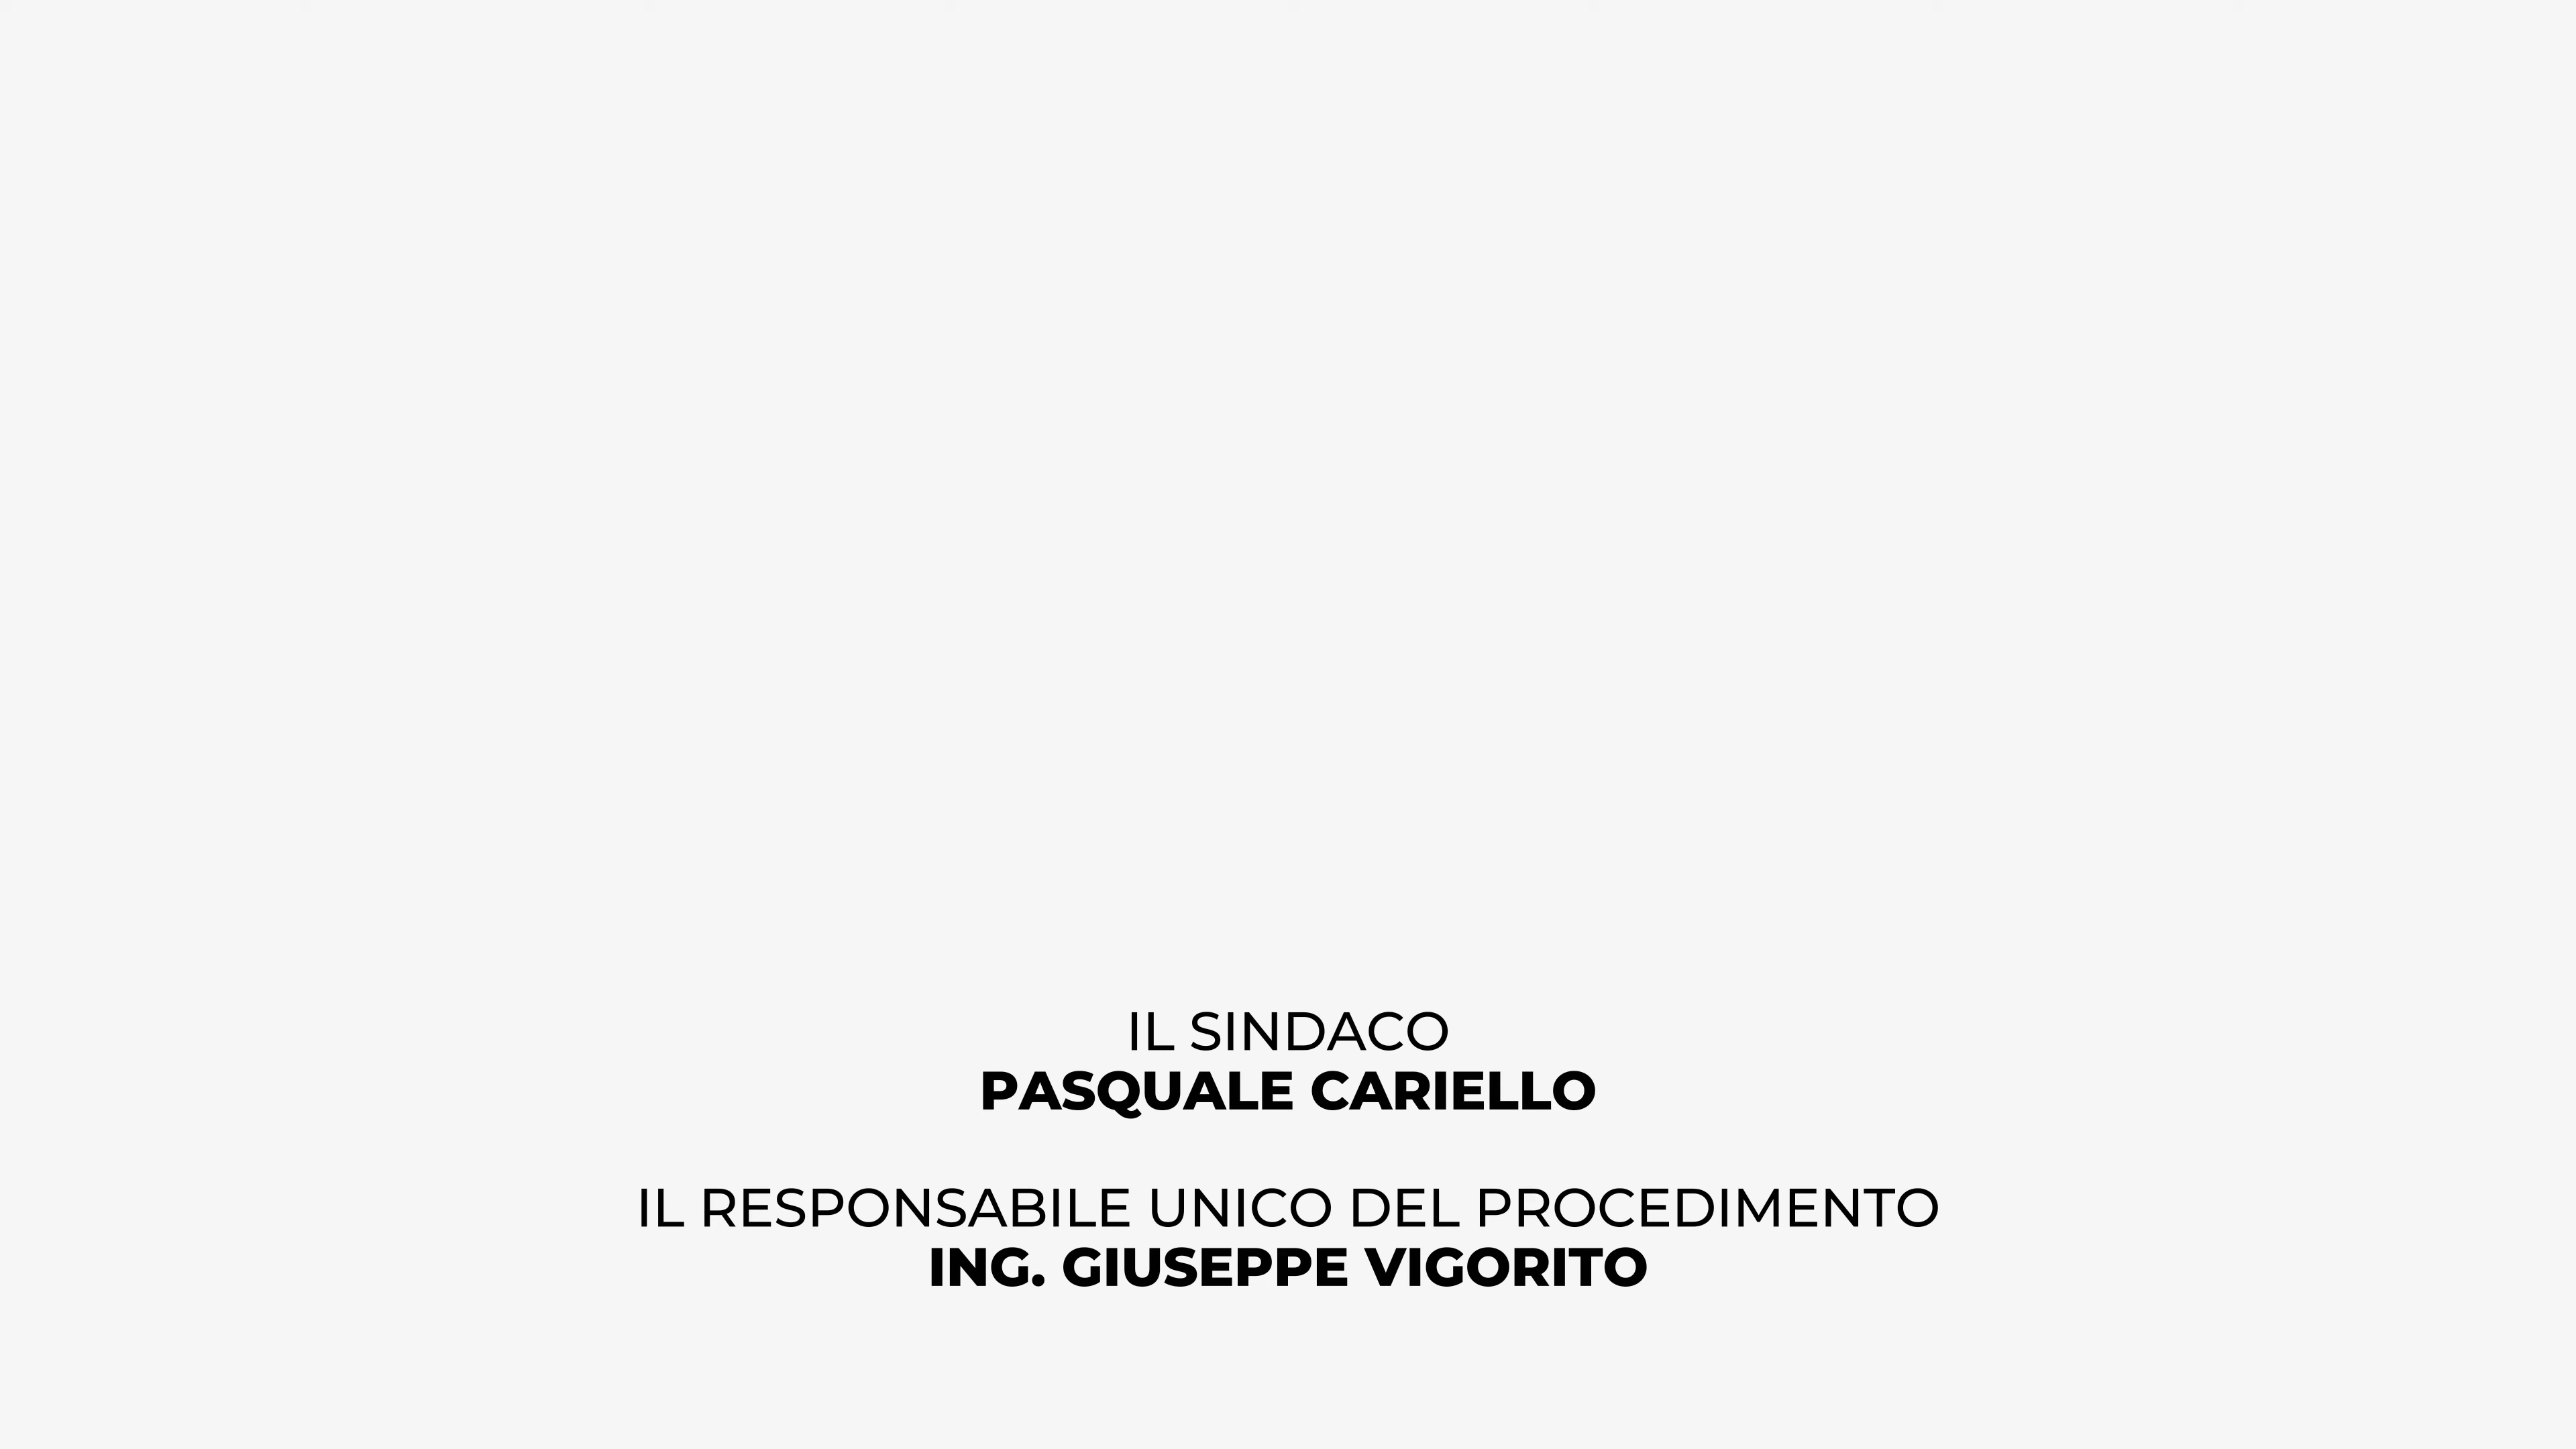 IL SINDACO
PASQUALE CARIELLO
IL RESPONSABILE UNICO DEL PROCEDIMENTO
ING. GIUSEPPE VIGORITO